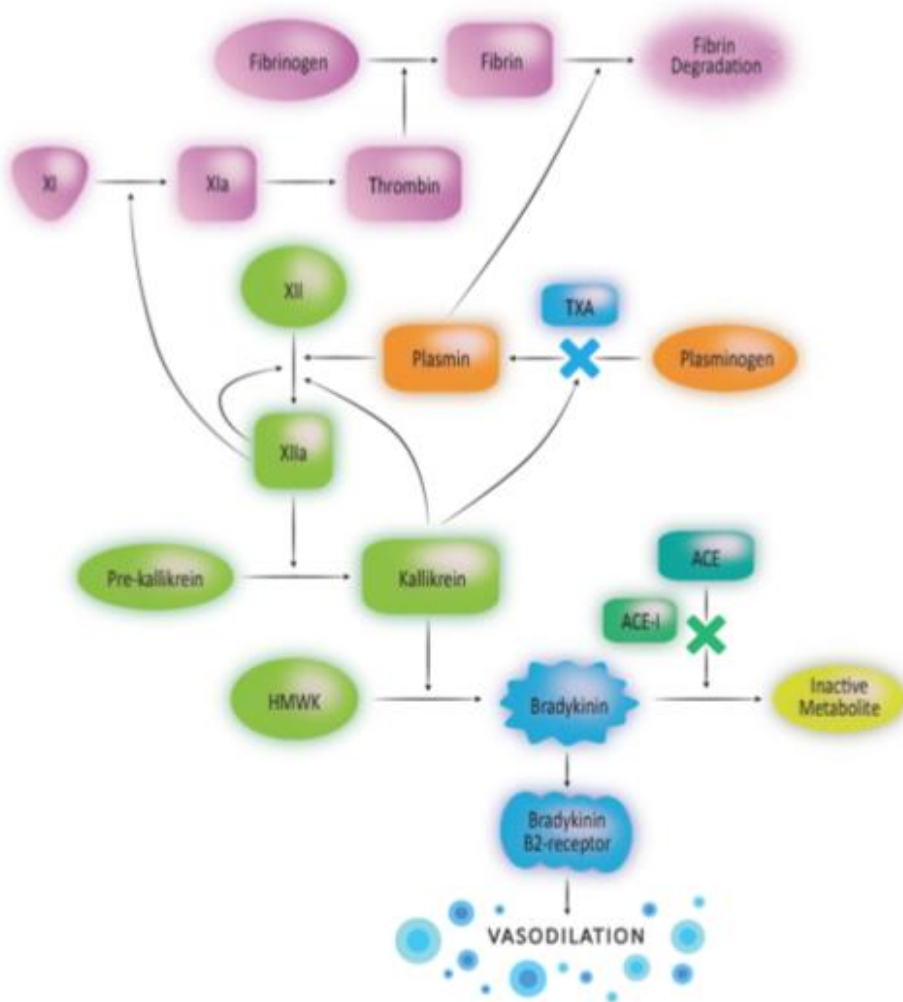 Fibrinogen
Fibrin
Fibrin
Degradation
XI
XIa
Thrombin
XII
TXA
Plasmin
Plasminogen
XIIa
Pre-kallikrein
Kallikrein
ACE
ACE-I
HMWK
Bradykinin
Inactive
Metabolite
Bradykinin
B2-receptor
VASODILATION